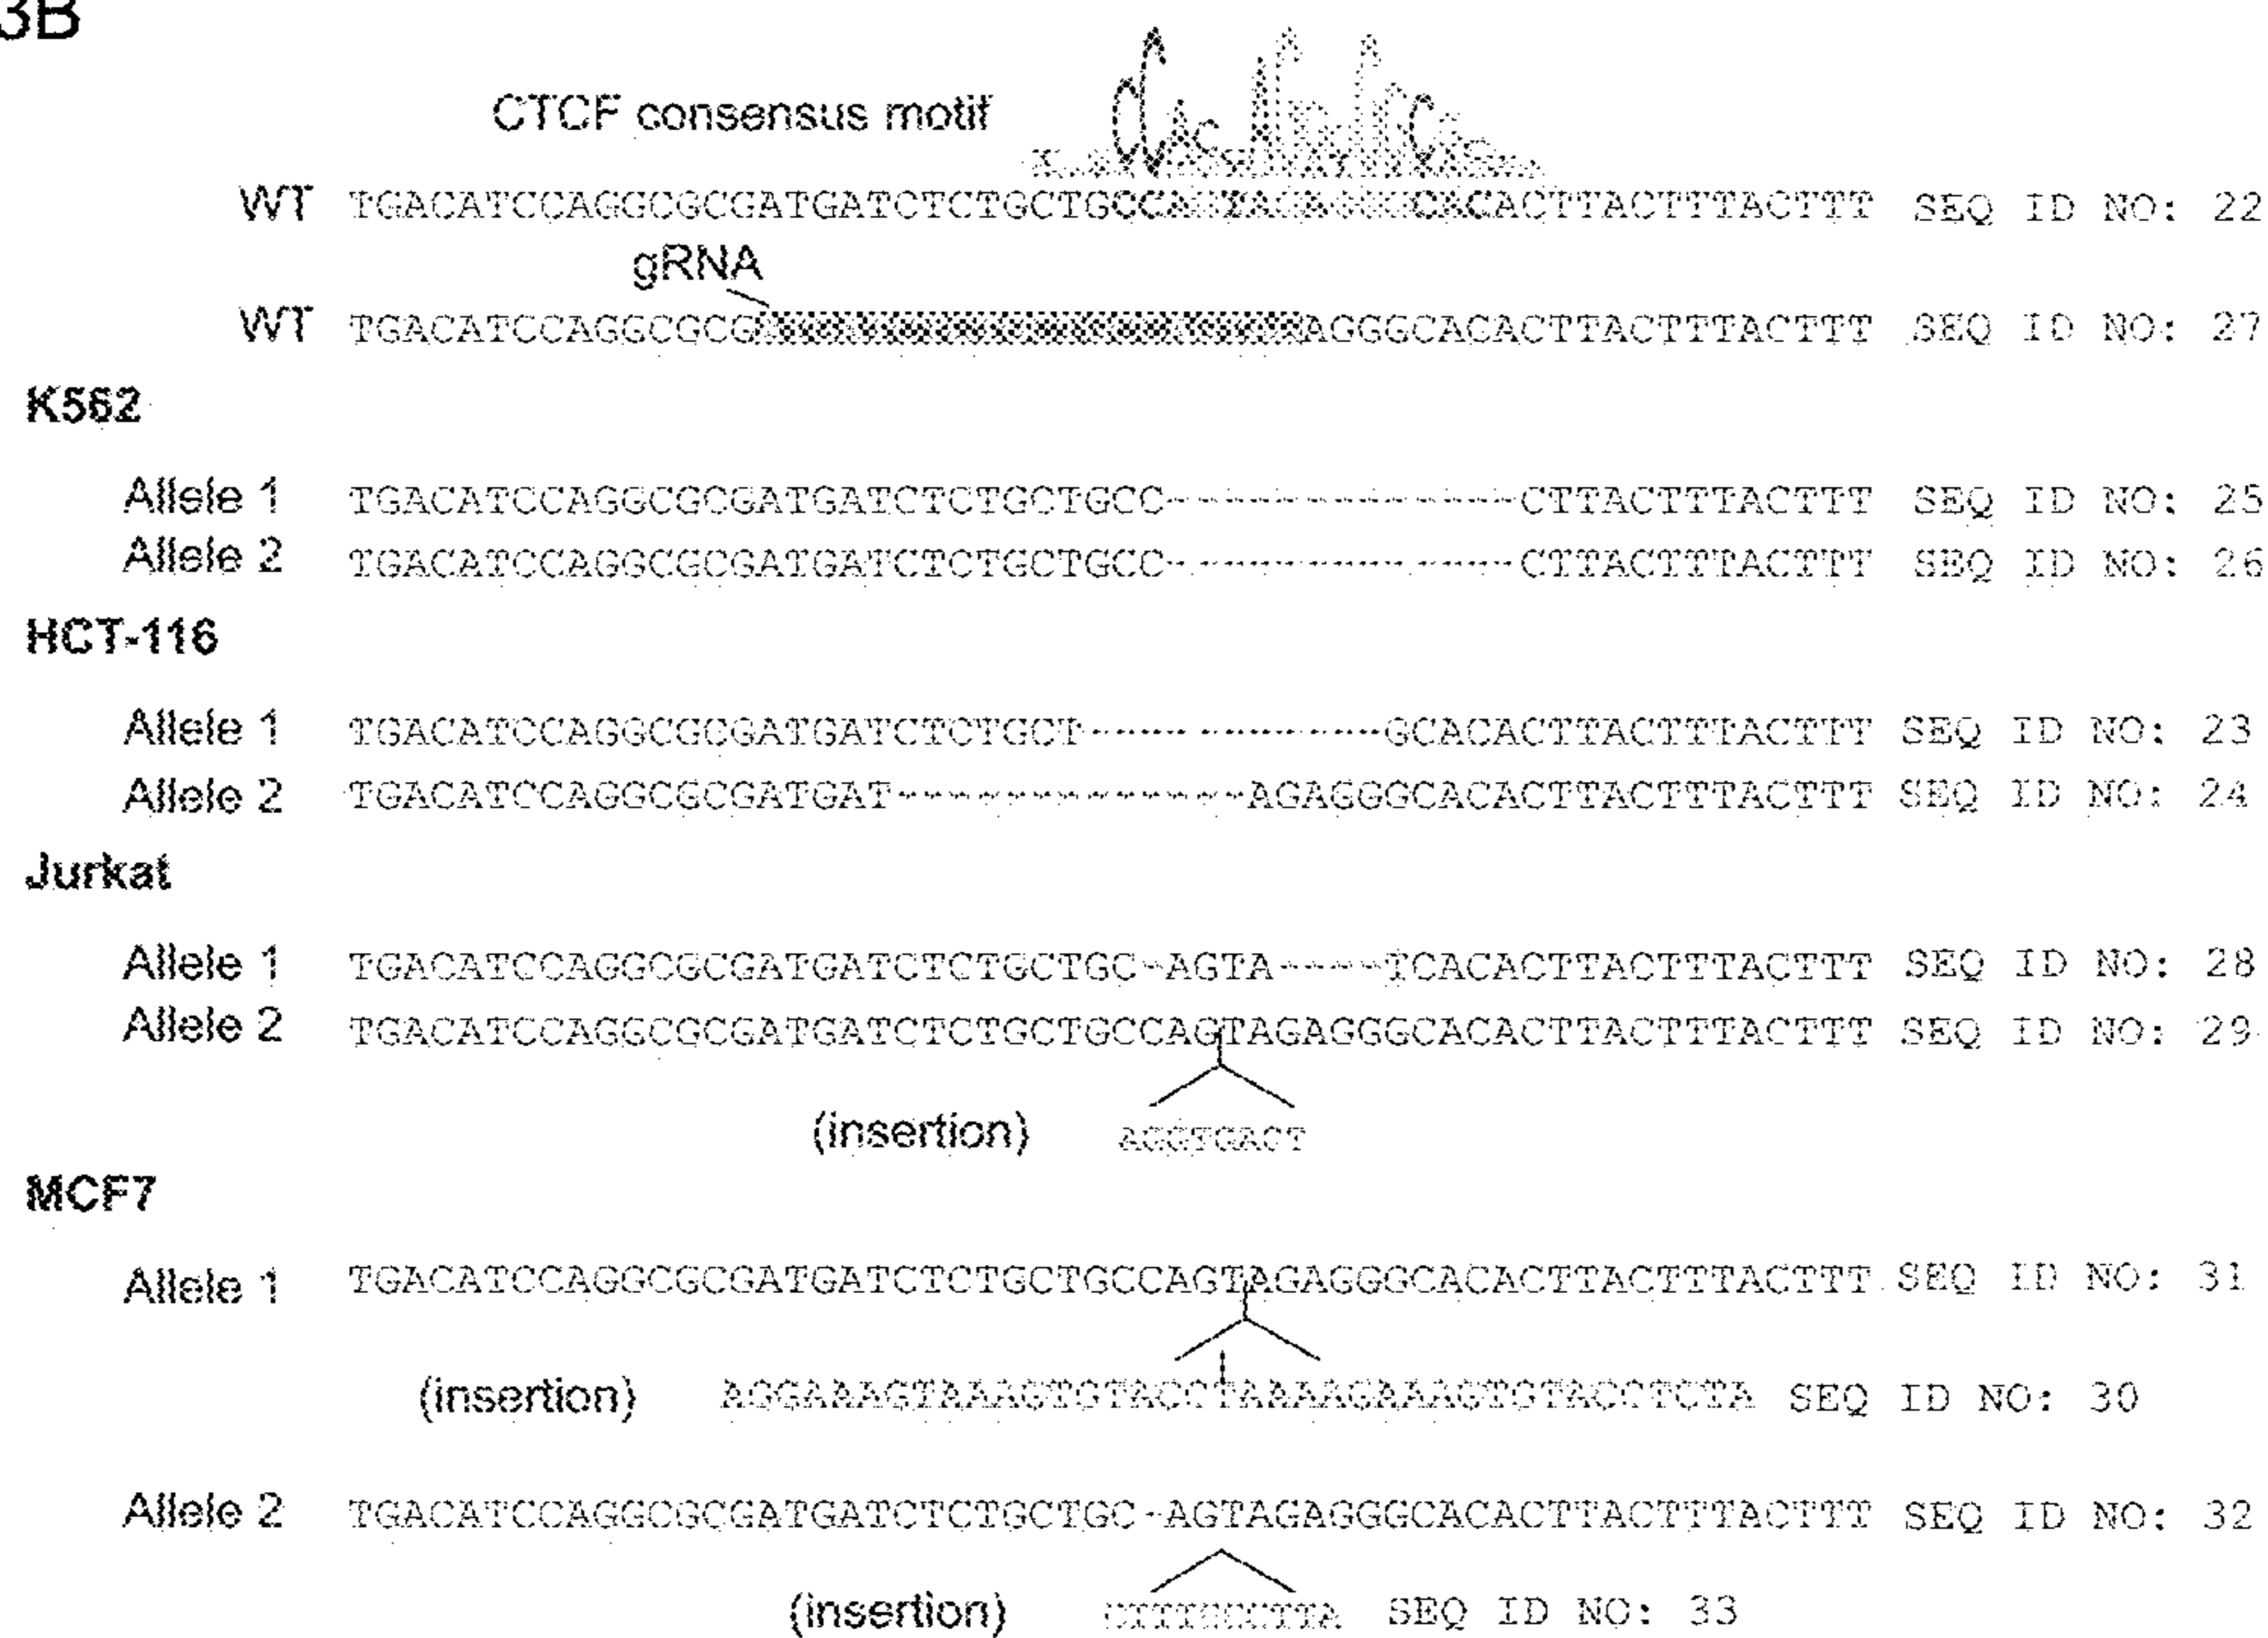 3B
CTCF consensus motif
WT TGACATCCAGGCGCGATGATCTCTGCTGCCAGTAGAGGGCACACTTACTTTACTTT SEQ ID NO: 22
gRNA
WT TGACATCCAGGCGCG AGGGCACACTTACTTTACTTT SEQ ID NO: 27
K562
Allele 1 TGACATCCAGGCGCGATGATCTCTGCTGCC-------------CTTACTTTACTTT SEQ ID NO: 25
Allele 2 TGACATCCAGGCGCGATGATCTCTGCTGCC-------------CTTACTTTACTTT SEQ ID NO: 26
HCT-116
Allele 1 TGACATCCAGGCGCGATGATCTCTGCT-----------GCACACTTACTTTACTTT SEQ ID NO: 23
Allele 2 TGACATCCAGGCGCGATGAT-------------AGAGGGCACACTTACTTTACTTT SEQ ID NO: 24
Jurkat
Allele 1 TGACATCCAGGCGCGATGATCTCTGCTGC-AGTA----TCACACTTACTTTACTTT SEQ ID NO: 28
Allele 2 TGACATCCAGGCGCGATGATCTCTGCTGCCAGTAGAGGGCACACTTACTTTACTTT SEQ ID NO: 29
(insertion) AGGTGACT
MCF7
Allele 1 TGACATCCAGGCGCGATGATCTCTGCTGCCAGTAGAGGGCACACTTACTTTACTTT SEQ ID NO: 31
(insertion) AGGAAAGTAAAGTGTACCTAAAAGAAAGTGTACCTCTA SEQ ID NO: 30
Allele 2 TGACATCCAGGCGCGATGATCTCTGCTGC-AGTAGAGGGCACACTTACTTTACTTT SEQ ID NO: 32
(insertion) SEQ ID NO: 33